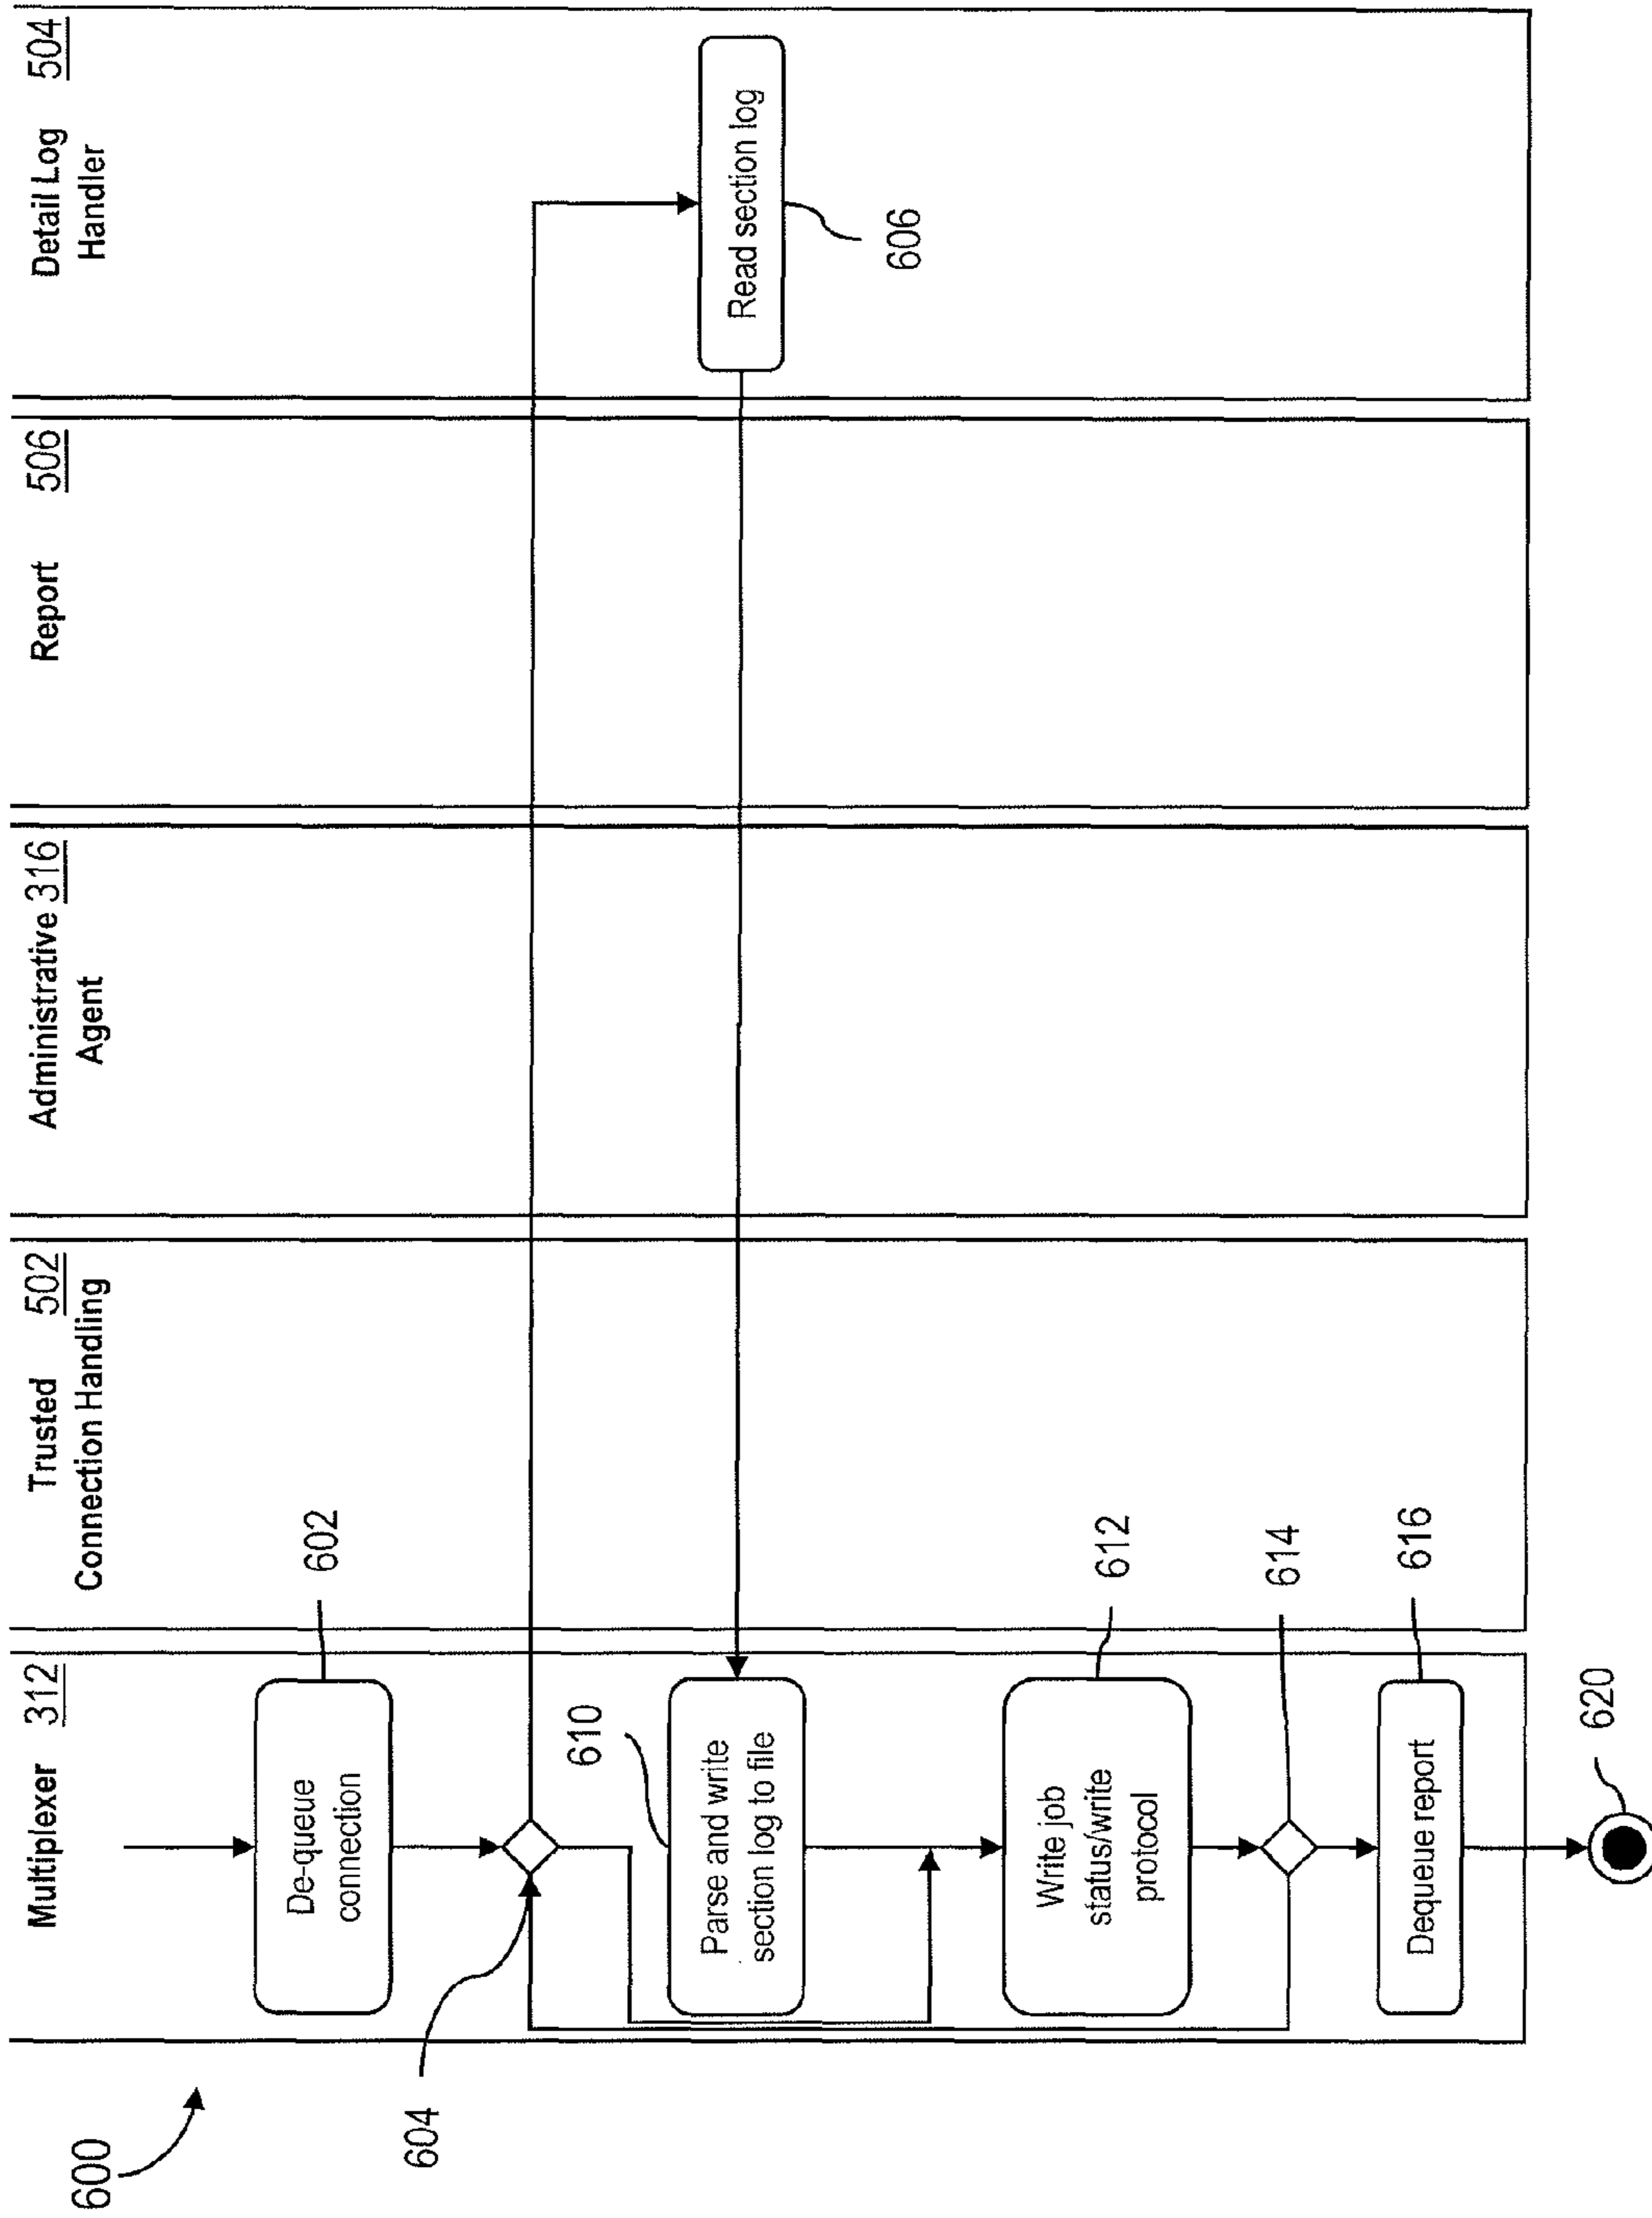 600
Multiplexer 312
Trusted 502
Connection Handling
Administrative 316
Agent
Report 506
Detail Log 504
Handler
De-queue
connection
602
604
Read section log
606
610
Parse and write
section log to file
Write job
status/write
protocol
612
614
Dequeue report
616
620